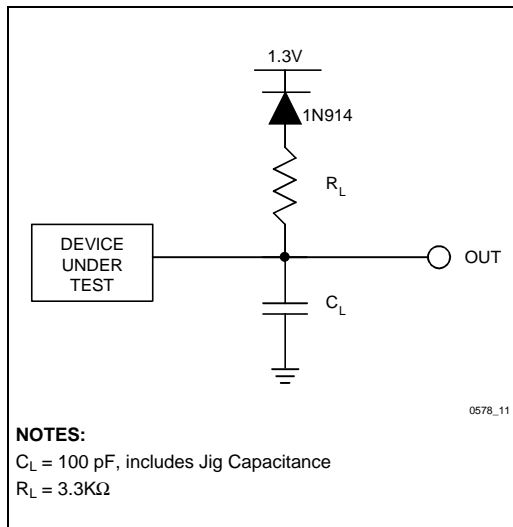 1.3V
1N914
R_L
DEVICE
UNDER
TEST
OUT
C_L
0578_11
NOTES:
C_L = 100 pF, includes Jig Capacitance
R_L = 3.3KΩ